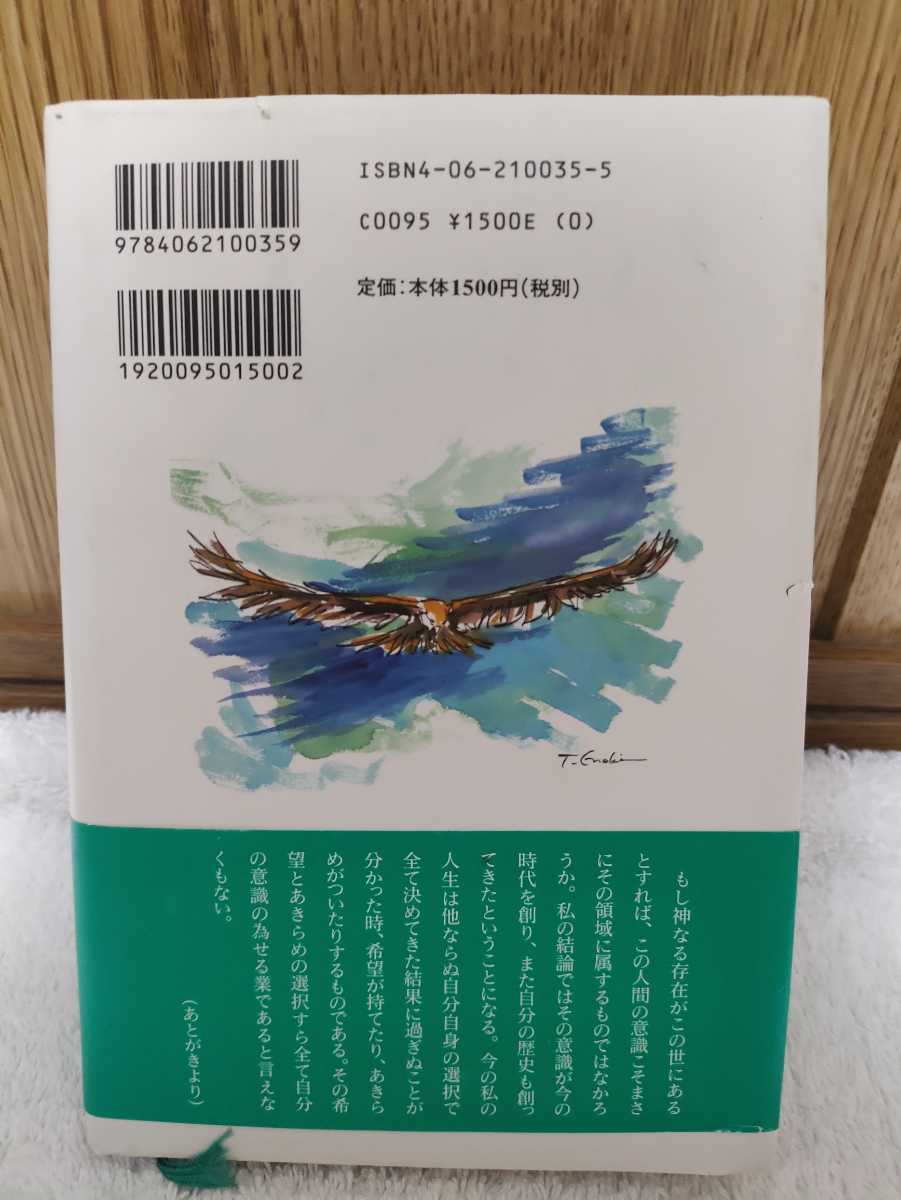 9784062100359
1920095015002
ISBN4-06-210035-5
C0095 ¥1500E (0)
定価：本体1500円（税別）
T. Enoki
もし神なる存在がこの世にある
とすれば、この人間の意識こそまさ
にその領域に属するものではなかろ
うか。私の結論ではその意識が今の
時代を創り、また自分の歴史も創っ
てきたということになる。今の私の
人生は他ならぬ自分自身の選択で
全て決めてきた結果に過ぎぬことが
分かった時、希望が持てたり、あきら
めがついたりするものである。その希
望とあきらめの選択すら全て自分
の意識の為せる業であると言えな
くもない。
（あとがきより）